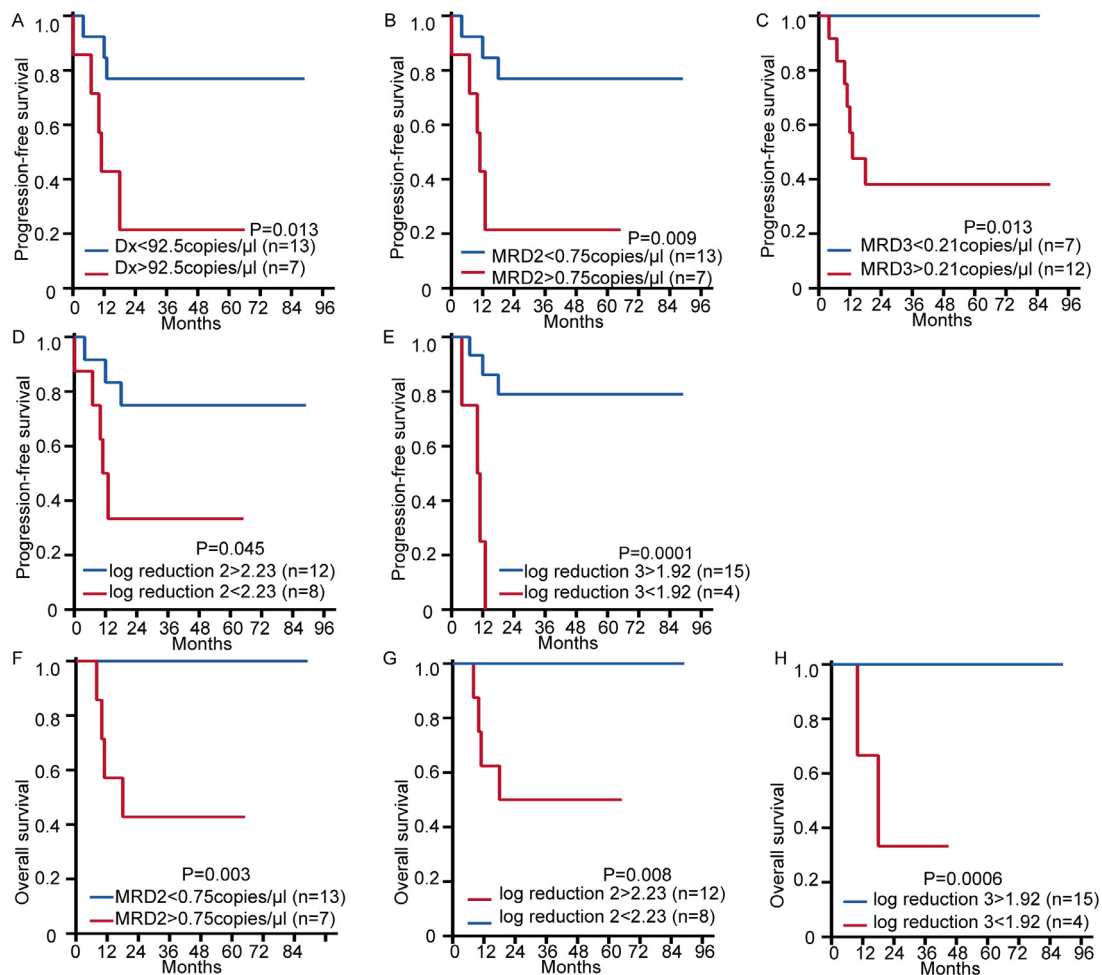 A
Progression-free survival
1.0
0.8
0.6
0.4
0.2
0
P=0.013
Dx<92.5copies/µl (n=13)
Dx>92.5copies/µl (n=7)
0 12 24 36 48 60 72 84 96
Months
B
Progression-free survival
1.0
0.8
0.6
0.4
0.2
0
P=0.009
MRD2<0.75copies/µl (n=13)
MRD2>0.75copies/µl (n=7)
0 12 24 36 48 60 72 84 96
Months
C
Progression-free survival
1.0
0.8
0.6
0.4
0.2
0
P=0.013
MRD3<0.21copies/µl (n=7)
MRD3>0.21copies/µl (n=12)
0 12 24 36 48 60 72 84 96
Months
D
Progression-free survival
1.0
0.8
0.6
0.4
0.2
0
P=0.045
log reduction 2>2.23 (n=12)
log reduction 2<2.23 (n=8)
0 12 24 36 48 60 72 84 96
Months
E
Progression-free survival
1.0
0.8
0.6
0.4
0.2
0
P=0.0001
log reduction 3>1.92 (n=15)
log reduction 3<1.92 (n=4)
0 12 24 36 48 60 72 84 96
Months
F
Overall survival
1.0
0.8
0.6
0.4
0.2
0
P=0.003
MRD2<0.75copies/µl (n=13)
MRD2>0.75copies/µl (n=7)
0 12 24 36 48 60 72 84
Months
G
Overall survival
1.0
0.8
0.6
0.4
0.2
0
P=0.008
log reduction 2>2.23 (n=12)
log reduction 2<2.23 (n=8)
0 12 24 36 48 60 72 84 96
Months
H
Overall survival
1.0
0.8
0.6
0.4
0.2
0
P=0.0006
log reduction 3>1.92 (n=15)
log reduction 3<1.92 (n=4)
0 12 24 36 48 60 72 84 96
Months